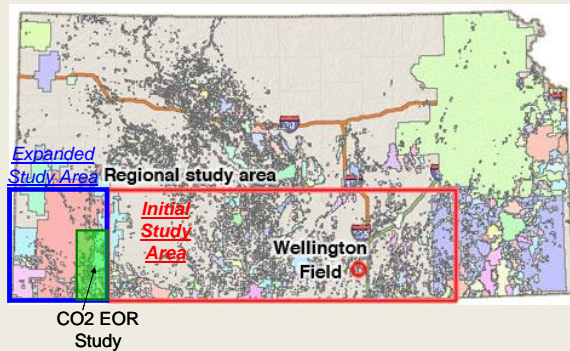 Expanded
Study Area
Regional study area
Initial
Study
Area
Wellington
Field
CO2 EOR
Study